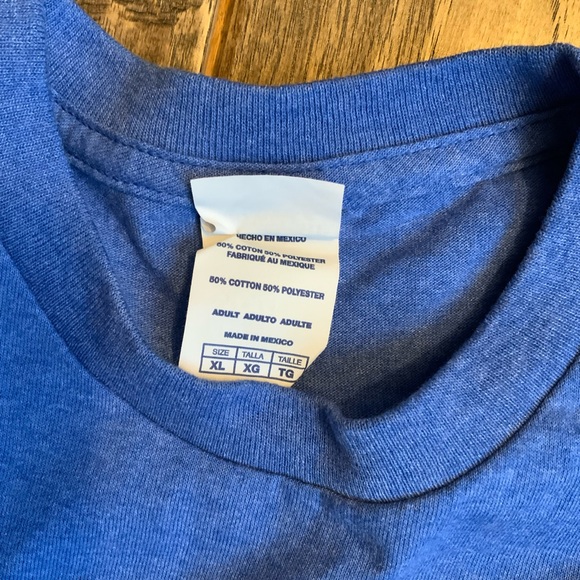 HECHO EN MEXICO
50% COTON 50% POLYESTER
FABRIQUÉ AU MEXIQUE
50% COTTON 50% POLYESTER
ADULT ADULTO ADULTE
MADE IN MEXICO
SIZE TALLA TAILLE
XL XG TG